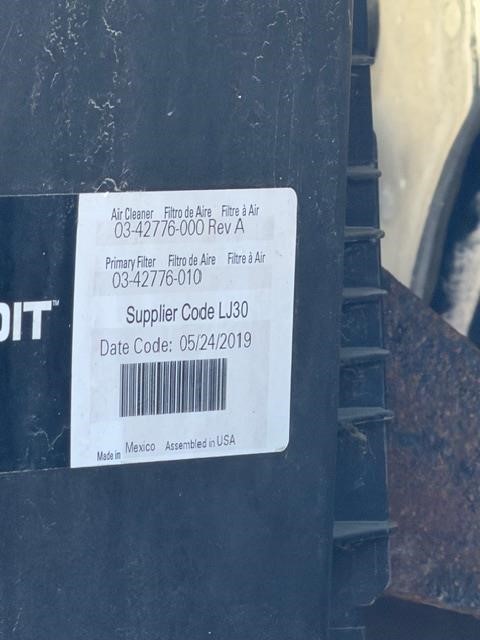 Air Cleaner Filtro de Aire Filtre à Air
03-42776-000 Rev A
Primary Filter Filtro de Aire Filtre à Air
03-42776-010
Supplier Code LJ30
Date Code: 05/24/2019
Made in Mexico Assembled in USA
DIT™